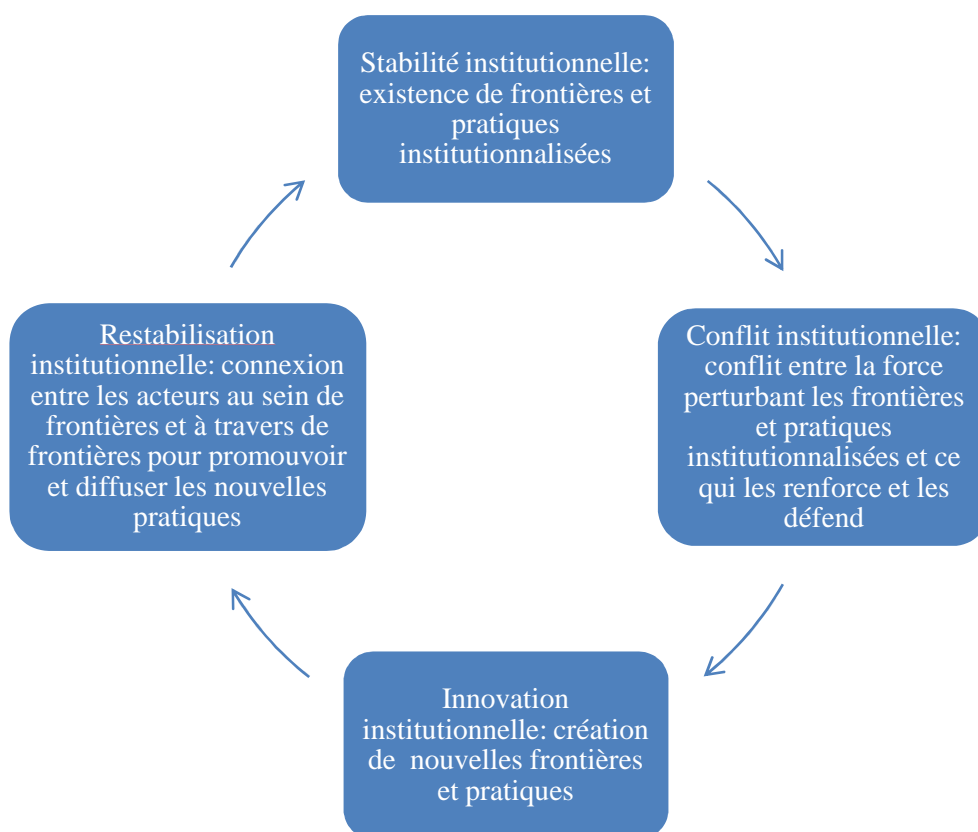 Stabilité institutionnelle:
existence de frontières et
pratiques
institutionnalisées
Conflit institutionnelle:
conflit entre la force
perturbant les frontières
et pratiques
institutionnalisées et ce
qui les renforce et les
défend
Innovation
institutionnelle: création
de nouvelles frontières
et pratiques
Restabilisation
institutionnelle: connexion
entre les acteurs au sein de
frontières et à travers de
frontières pour promouvoir
et diffuser les nouvelles
pratiques